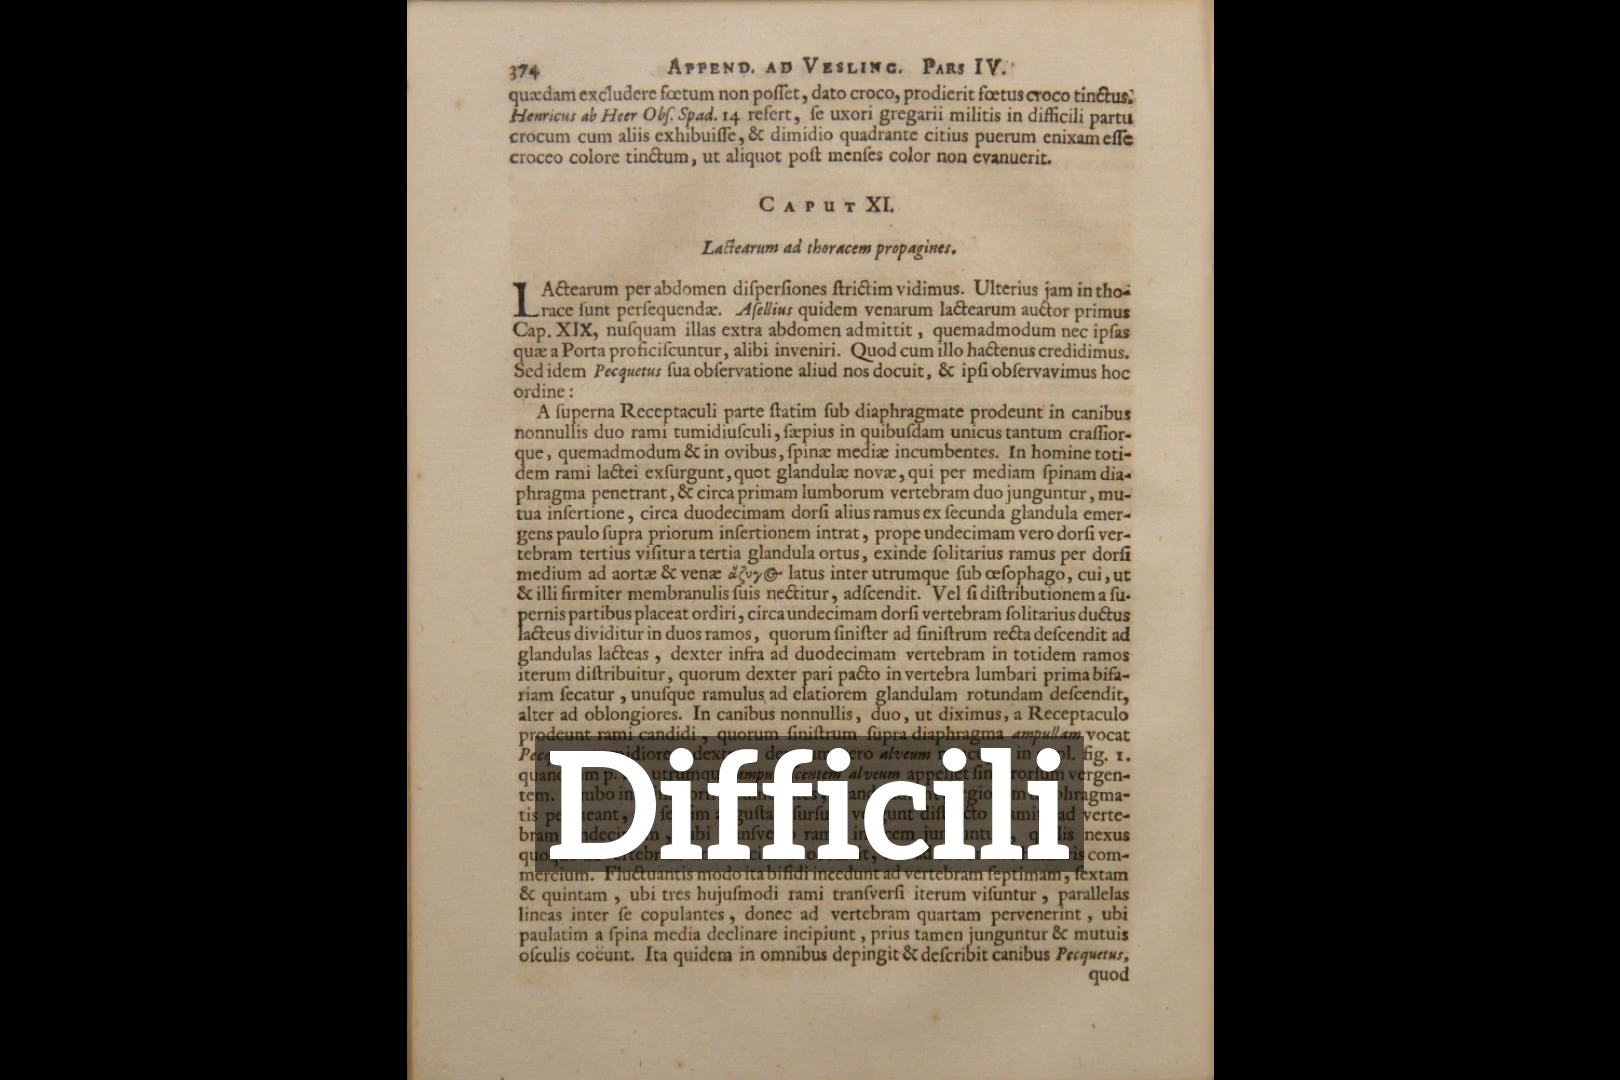 374 APPEND. AD VESLING. PARS IV.
quædam excludere fœtum non poſſet, dato croco, prodierit fœtus croco tinctus.
Henricus ab Heer Obſ. Spad. 14 refert, ſe uxori gregarii militis in difficili partu
crocum cum aliis exhibuiſſe, & dimidio quadrante citius puerum enixam eſſe
croceo colore tinctum, ut aliquot poſt menſes color non evanuerit.
CAPUT XI.
Lactearum ad thoracem propagines.
LActearum per abdomen diſperſiones ſtrictim vidimus. Ulterius jam in tho-
race ſunt perſequendæ. Aſellius quidem venarum lactearum auctor primus
Cap. XIX, nuſquam illas extra abdomen admittit, quemadmodum nec ipſas
quæ a Porta proficiſcuntur, alibi inveniri. Quod cum illo hactenus credidimus.
Sed idem Pecquetus ſua obſervatione aliud nos docuit, & ipſi obſervavimus hoc
ordine:
A ſuperna Receptaculi parte ſtatim ſub diaphragmate prodeunt in canibus
nonnullis duo rami tumidiuſculi, ſæpius in quibuſdam unicus tantum craſſior-
que, quemadmodum & in ovibus, ſpinæ mediæ incumbentes. In homine toti-
dem rami lactei exſurgunt, quot glandulæ novæ, qui per mediam ſpinam dia-
phragma penetrant, & circa primam lumborum vertebram duo junguntur, mu-
tua inſertione, circa duodecimam dorſi alius ramus ex ſecunda glandula emer-
gens paulo ſupra priorum inſertionem intrat, prope undecimam vero dorſi ver-
tebram tertius viſitur a tertia glandula ortus, exinde ſolitarius ramus per dorſi
medium ad aortæ & venæ ἀζυγ latus inter utrumque ſub œſophago, cui, ut
& illi firmiter membranulis ſuis nectitur, adſcendit. Vel ſi diſtributionem a ſu-
pernis partibus placeat ordiri, circa undecimam dorſi vertebram ſolitarius ductus
lacteus dividitur in duos ramos, quorum ſiniſter ad ſiniſtrum recta deſcendit ad
glandulas lacteas, dexter infra ad duodecimam vertebram in totidem ramos
iterum diſtribuitur, quorum dexter pari pacto in vertebra lumbari prima bifa-
riam ſecatur, unuſque ramulus ad elatiorem glandulam rotundam deſcendit,
alter ad oblongiores. In canibus nonnullis, duo, ut diximus, a Receptaculo
prodeunt rami candidi, quorum ſiniſtrum ſupra diaphragma ampullam vocat
alveum in fig. 1.
alveum appellet vergen-
tem.
tis verte-
nexus
com-
Difficili
mercium. Fluctuantis modo ita bifidi incedunt ad vertebram ſeptimam, ſextam
& quintam, ubi tres hujuſmodi rami tranſverſi iterum viſuntur, parallelas
lineas inter ſe copulantes, donec ad vertebram quartam pervenerint, ubi
paulatim a ſpina media declinare incipiunt, prius tamen junguntur & mutuis
oſculis coëunt. Ita quidem in omnibus depingit & deſcribit canibus Pecquetus,
quod